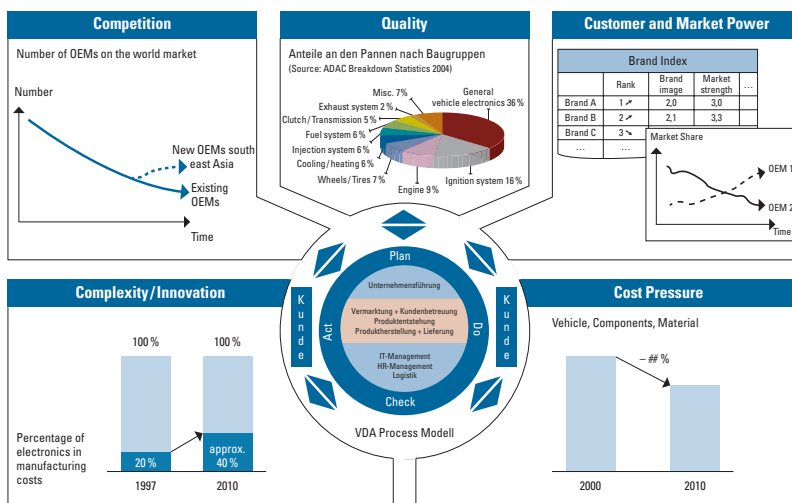 Competition
Number of OEMs on the world market
Number
New OEMs south
east Asia
Existing
OEMs
Time
Quality
Anteile an den Pannen nach Baugruppen
(Source: ADAC Breakdown Statistics 2004)
Misc. 7%
Exhaust system 2%
Clutch/Transmission 5%
Fuel system 6%
Injection system 6%
Cooling/heating 6%
Wheels/Tires 7%
Engine 9%
Ignition system 16%
General
vehicle electronics 36%
Customer and Market Power
Brand Index
Rank Brand image Market strength ...
Brand A 1 ↗ 2,0 3,0
Brand B 2 ↗ 2,1 3,3
Brand C 3 ↘
... ...
Market Share
OEM 1
OEM 2
Time
Complexity/Innovation
100 % 100 %
Percentage of
electronics in
manufacturing
costs
20 %
approx.
40 %
1997 2010
Plan
Do
Check
Act
Kunde
Kunde
Unternehmensführung
Vermarktung + Kundenbetreuung
Produktentstehung
Produktherstellung + Lieferung
IT-Management
HR-Management
Logistik
VDA Process Modell
Cost Pressure
Vehicle, Components, Material
– ## %
2000 2010